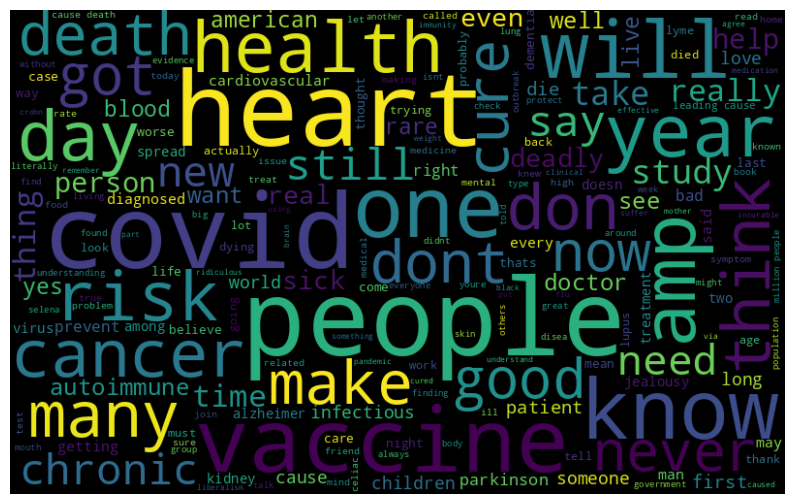 cause death
called
let another
immunity
read
home
agree
death
american
even
well
live
lyme
help
evidence
health
will
got
without
today
heart
cure
probably
lung
died
dementia
love
medication
case
cardiovascular
thought
making
isnt
outbreak
check
protect
die
take
really
way
crohn
rate
blood
trying
leading cause
day
worse
rare
say
year
effective
literally
remember
spread
actually
issue
weight
medicine
back
deadly
known
person
new
still
right
knew
clinical
study
last
book
find
living
diagnosed
want
real
treat
mental
type
high
doesn
week
bad
food
covid
one
don
see
think
suffer
thing
found
part
big
lot
dying
brain
medical
didnt
told
mother
said
incurable
look
dont
every
around
now
amp
understanding
life
world
come
thats
doctor
symptom
yes
risk
sick
everyone
youre
black
but
flu
treatment
might
million people
true
using
ridiculous
selena
problem
going
people
great
two
virus
prevent
among
believe
others
skin
disea
lupus
via
population
cancer
related
something
pandemic
work
understand
mean
age
make
cured
finding
good
need
jealousy
long
autoimmune
time
alzheimer
infectious
ill
patient
know
many
join
test
must
care
body
may
mouth
sure
group
getting
night
friend
always
tell
vaccine
never
thank
chronic
kidney
cause
mind
celiac
children
parkinson
someone
man
first
liberalism
talk
government
caused